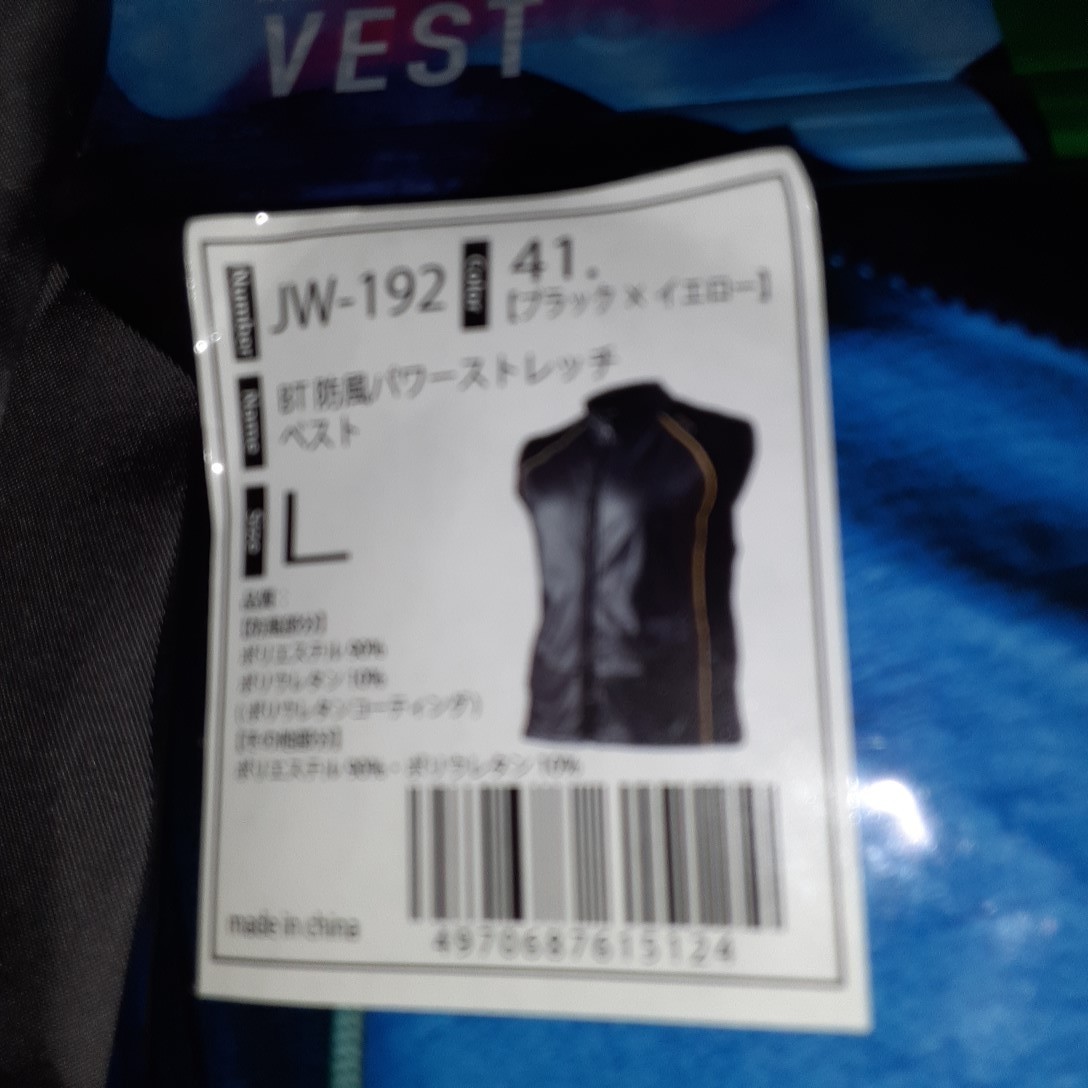 VEST
Number
JW-192
Color
41.
【ブラック × イエロー】
Name
BT 防風パワーストレッチ
ベスト
Size
L
品質：
【防風部分】
ポリエステル 90%
ポリウレタン 10%
（ポリウレタンコーティング）
【その他部分】
ポリエステル 90%・ポリウレタン 10%
made in china
4970687615124